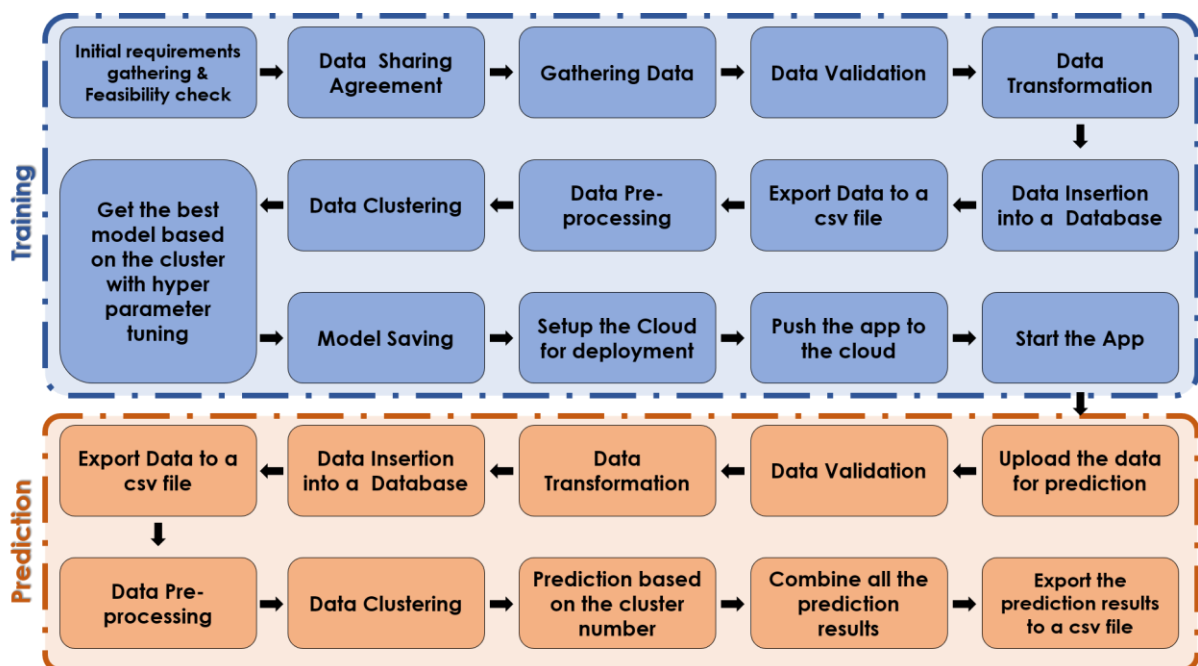 Training
Initial requirements
gathering &
Feasibility check
Data Sharing
Agreement
Gathering Data
Data Validation
Data
Transformation
Data Insertion
into a Database
Export Data to a
csv file
Data Pre-
processing
Data Clustering
Get the best
model based
on the cluster
with hyper
parameter
tuning
Model Saving
Setup the Cloud
for deployment
Push the app to
the cloud
Start the App
Prediction
Upload the data
for prediction
Data Validation
Data
Transformation
Data Insertion
into a Database
Export Data to a
csv file
Data Pre-
processing
Data Clustering
Prediction based
on the cluster
number
Combine all the
prediction
results
Export the
prediction results
to a csv file